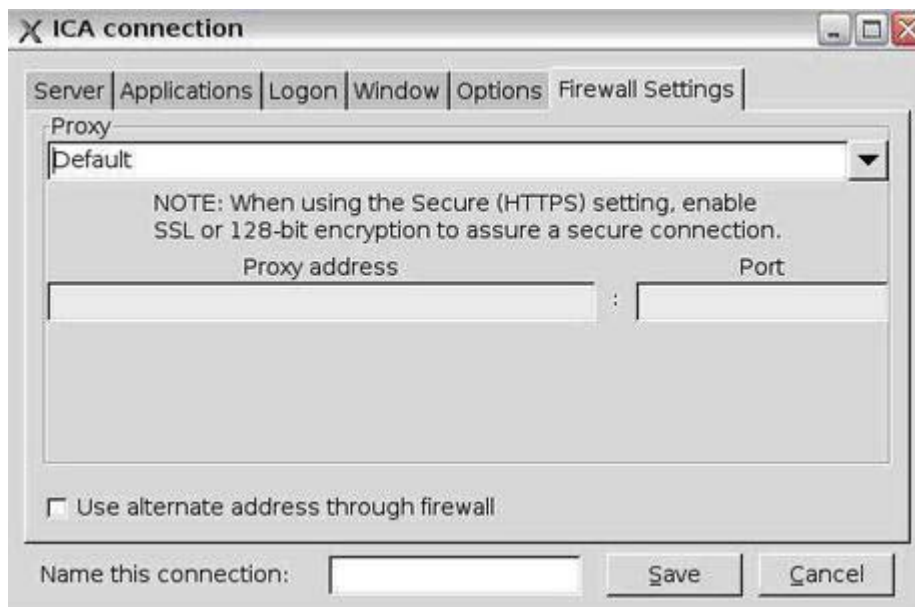 ICA connection
Server Applications Logon Window Options Firewall Settings
Proxy
Default
NOTE: When using the Secure (HTTPS) setting, enable
SSL or 128-bit encryption to assure a secure connection.
Proxy address Port
:
Use alternate address through firewall
Name this connection: Save Cancel